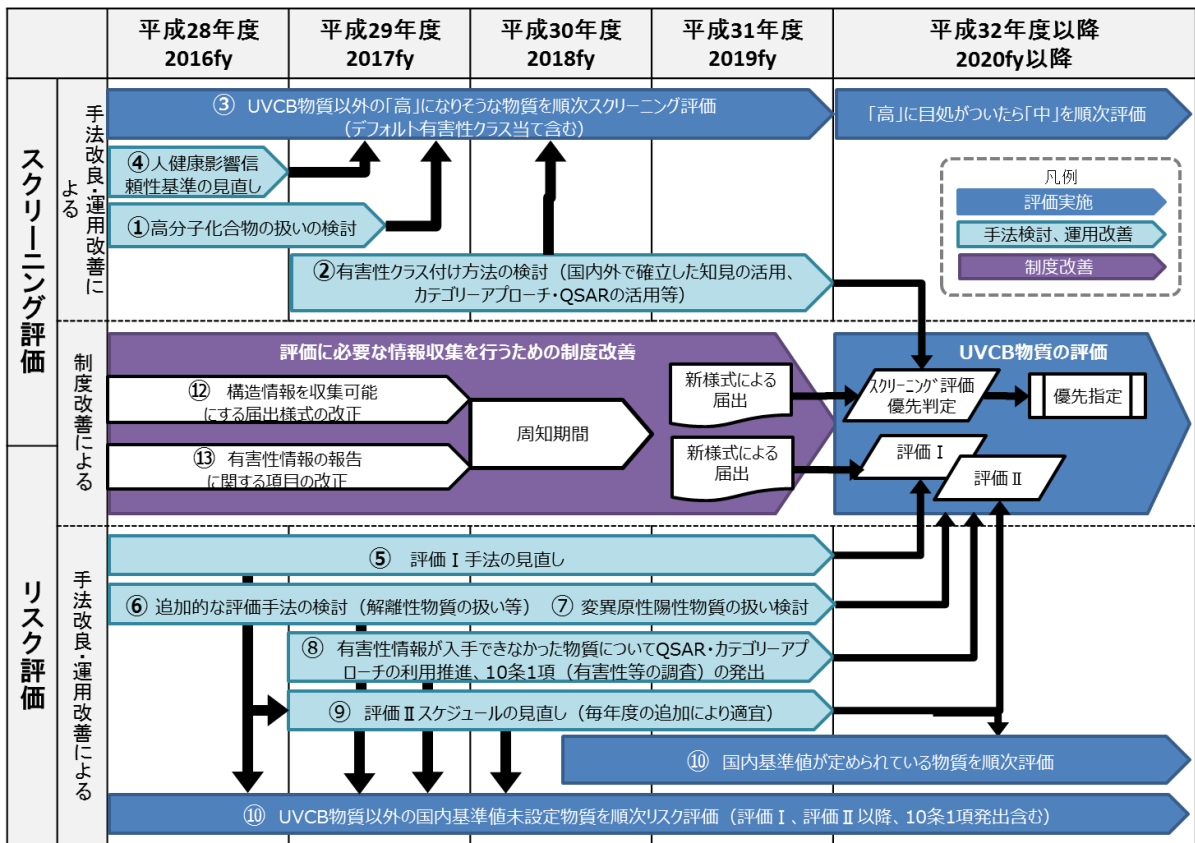 平成28年度
2016fy
平成29年度
2017fy
平成30年度
2018fy
平成31年度
2019fy
平成32年度以降
2020fy以降
スクリーニング評価
手法改良・運用改善に
よる
③ UVCB物質以外の「高」になりそうな物質を順次スクリーニング評価
（デフォルト有害性クラス当て含む）
「高」に目処がついたら「中」を順次評価
④人健康影響信
頼性基準の見直し
①高分子化合物の扱いの検討
②有害性クラス付け方法の検討（国内外で確立した知見の活用、
カテゴリーアプローチ・QSARの活用等）
凡例
評価実施
手法検討、運用改善
制度改善
制度改善による
評価に必要な情報収集を行うための制度改善
⑫ 構造情報を収集可能
にする届出様式の改正
⑬ 有害性情報の報告
に関する項目の改正
周知期間
新様式による
届出
新様式による
届出
UVCB物質の評価
スクリーニング評価
優先判定
優先指定
評価Ⅰ
評価Ⅱ
リスク評価
手法改良・運用改善による
⑤ 評価Ⅰ手法の見直し
⑥ 追加的な評価手法の検討（解離性物質の扱い等） ⑦ 変異原性陽性物質の扱い検討
⑧ 有害性情報が入手できなかった物質についてQSAR・カテゴリーアプ
ローチの利用推進、10条1項（有害性等の調査）の発出
⑨ 評価Ⅱスケジュールの見直し（毎年度の追加により適宜）
⑩ 国内基準値が定められている物質を順次評価
⑩ UVCB物質以外の国内基準値未設定物質を順次リスク評価（評価Ⅰ、評価Ⅱ以降、10条1項発出含む）